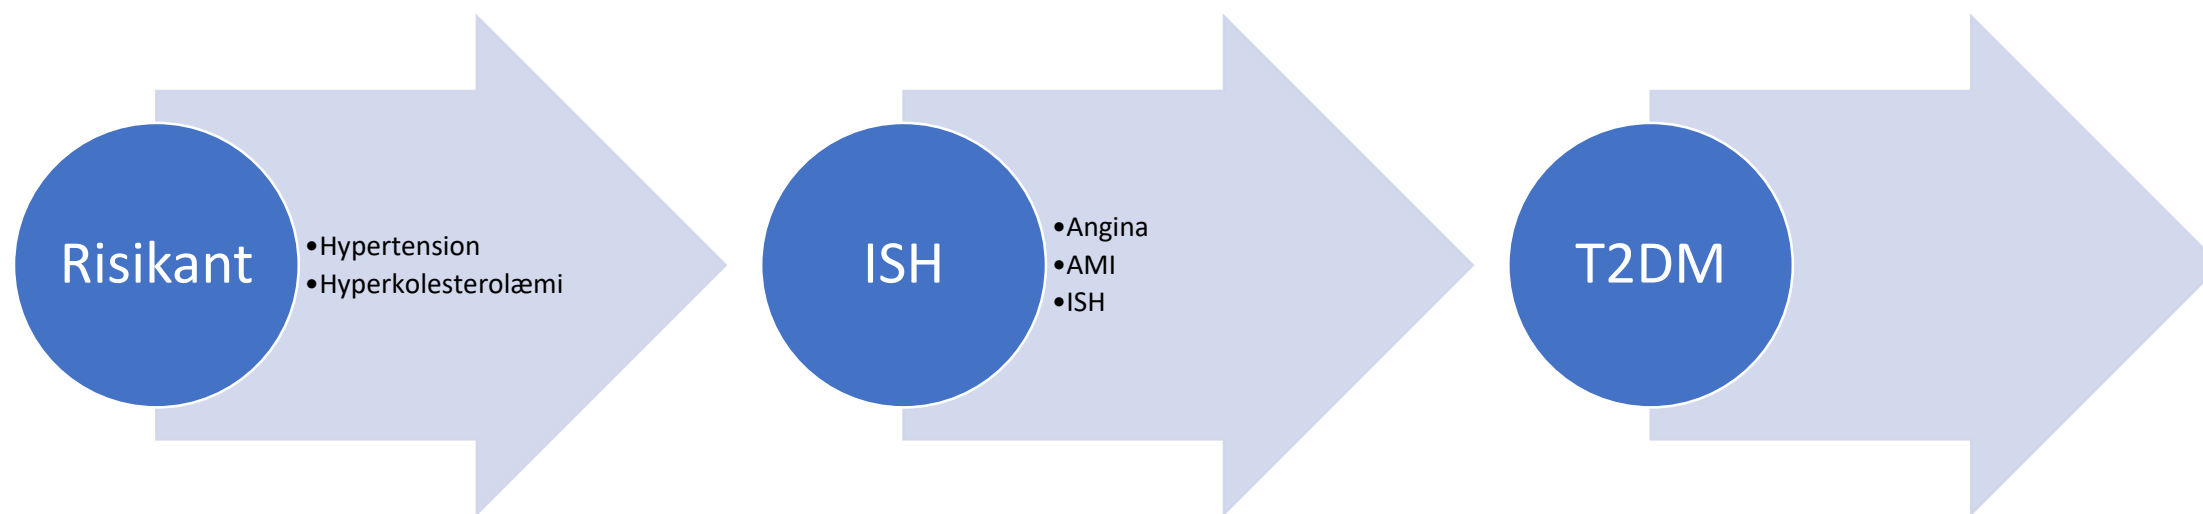 Risikant
•Hypertension
•Hyperkolesterolæmi
ISH
•Angina
•AMI
•ISH
T2DM